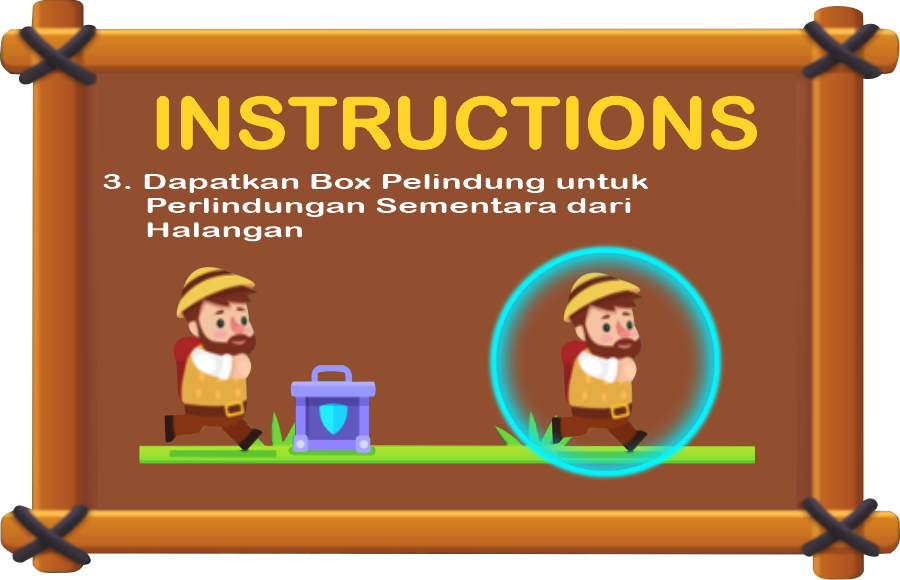 INSTRUCTIONS
3. Dapatkan Box Pelindung untuk
Perlindungan Sementara dari
Halangan